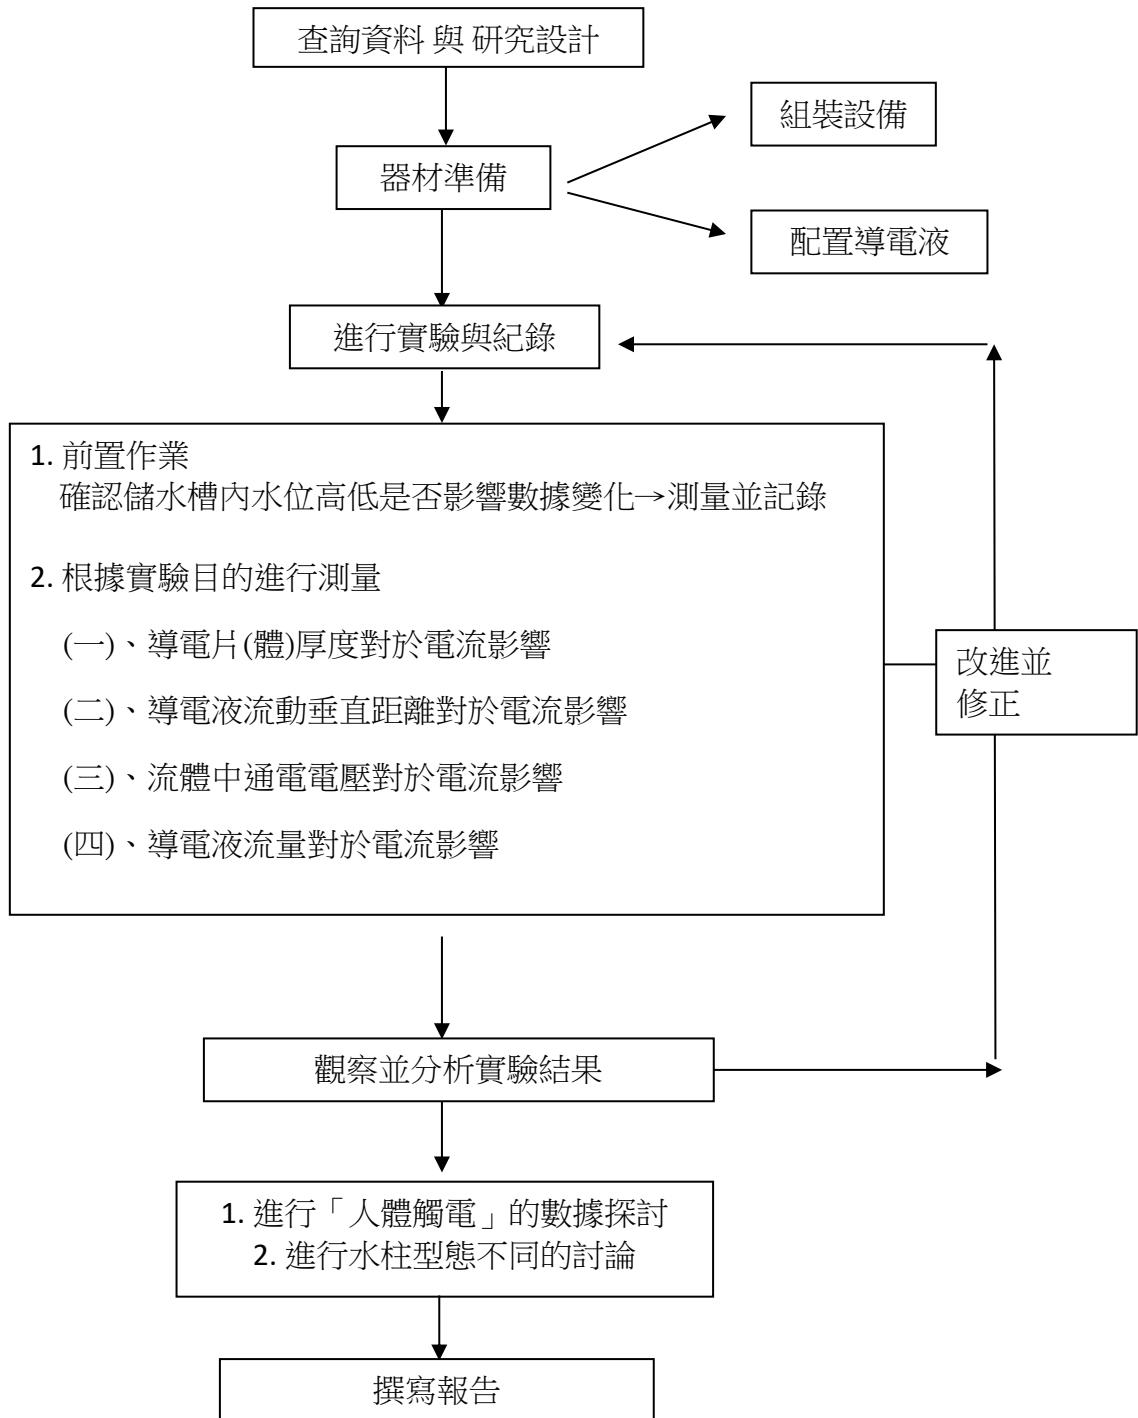 查詢資料 與 研究設計
組裝設備
器材準備
配置導電液
進行實驗與紀錄
1. 前置作業
確認儲水槽內水位高低是否影響數據變化→測量並記錄
2. 根據實驗目的進行測量
(一)、導電片(體)厚度對於電流影響
(二)、導電液流動垂直距離對於電流影響
(三)、流體中通電電壓對於電流影響
(四)、導電液流量對於電流影響
改進並
修正
觀察並分析實驗結果
1. 進行「人體觸電」的數據探討
2. 進行水柱型態不同的討論
撰寫報告